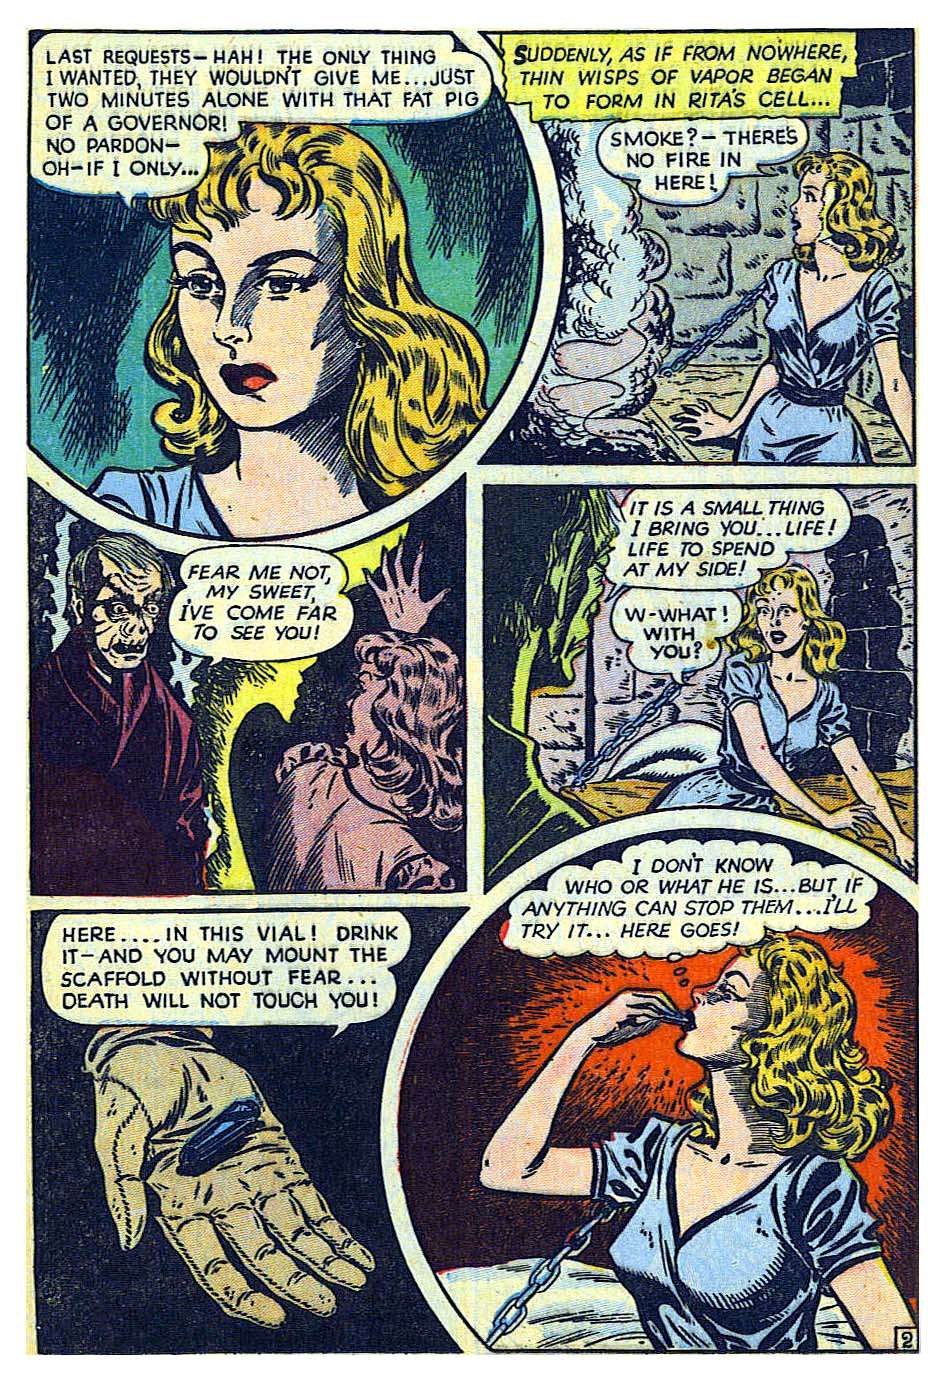 LAST REQUESTS—HAH! THE ONLY THING
I WANTED, THEY WOULDN'T GIVE ME...JUST
TWO MINUTES ALONE WITH THAT FAT PIG
OF A GOVERNOR!
NO PARDON—
OH—IF I ONLY...
SUDDENLY, AS IF FROM NOWHERE,
THIN WISPS OF VAPOR BEGAN
TO FORM IN RITA'S CELL...
SMOKE?—THERE'S
NO FIRE IN
HERE!
FEAR ME NOT,
MY SWEET,
I'VE COME FAR
TO SEE YOU!
IT IS A SMALL THING
I BRING YOU...LIFE!
LIFE TO SPEND
AT MY SIDE!
W-WHAT!
WITH
YOU?
HERE....IN THIS VIAL! DRINK
IT—AND YOU MAY MOUNT THE
SCAFFOLD WITHOUT FEAR...
DEATH WILL NOT TOUCH YOU!
I DON'T KNOW
WHO OR WHAT HE IS...BUT IF
ANYTHING CAN STOP THEM...I'LL
TRY IT... HERE GOES!
2